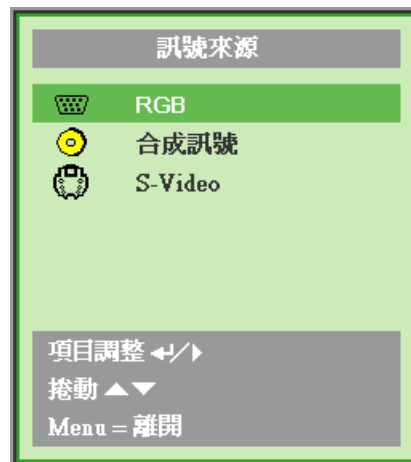 訊號來源
RGB
合成訊號
S-Video
項目調整 ↵/▶
捲動 ▲▼
Menu = 離開